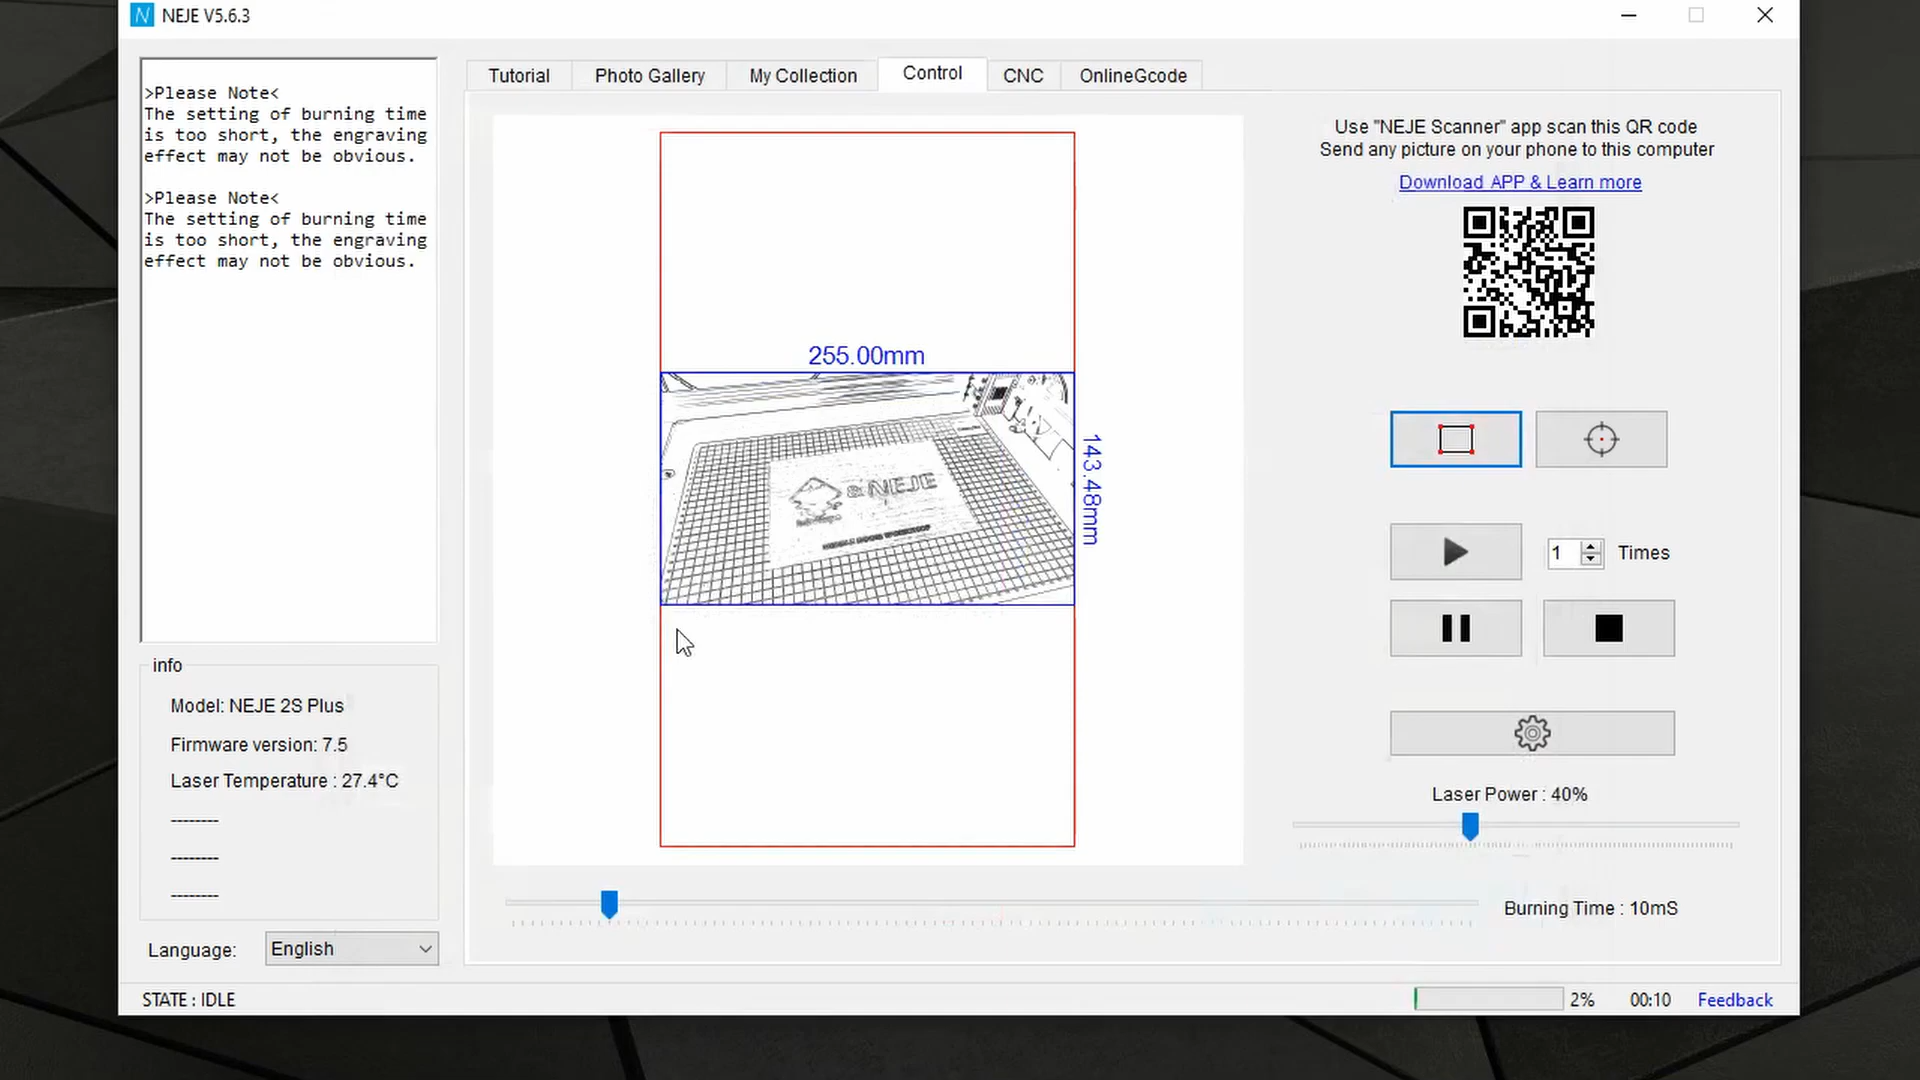 N NEJE V5.6.3
>Please Note<
The setting of burning time
is too short, the engraving
effect may not be obvious.
>Please Note<
The setting of burning time
is too short, the engraving
effect may not be obvious.
info
Model: NEJE 2S Plus
Firmware version: 7.5
Laser Temperature : 27.4°C
--------
--------
--------
Language: English
STATE : IDLE
Tutorial Photo Gallery My Collection Control CNC OnlineGcode
255.00mm
143.48mm
& NEJE
Use "NEJE Scanner" app scan this QR code
Send any picture on your phone to this computer
Download APP & Learn more
1 Times
Laser Power : 40%
Burning Time : 10mS
2% 00:10 Feedback